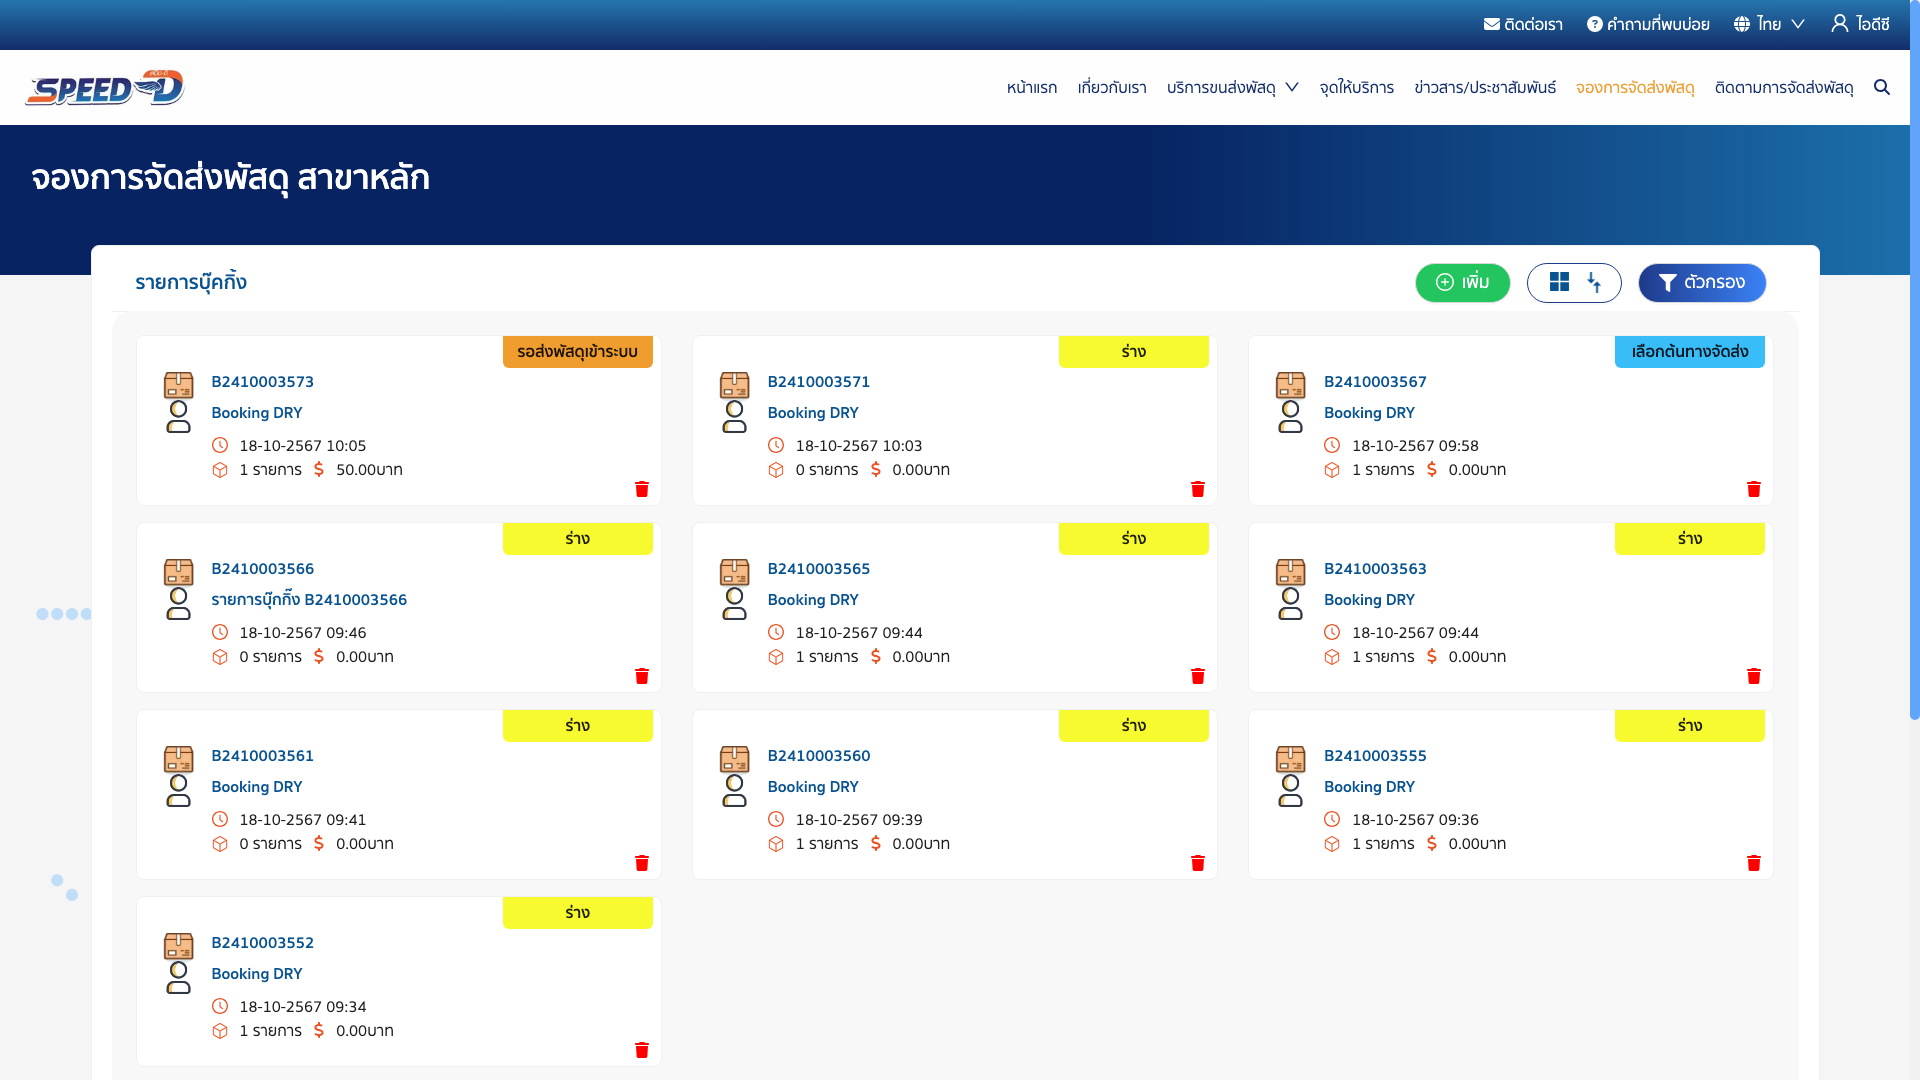 ติดต่อเรา คำถามที่พบบ่อย ไทย ไอดีซี
SPEED-D
หน้าแรก เกี่ยวกับเรา บริการขนส่งพัสดุ จุดให้บริการ ข่าวสาร/ประชาสัมพันธ์ จองการจัดส่งพัสดุ ติดตามการจัดส่งพัสดุ
จองการจัดส่งพัสดุ สาขาหลัก
รายการบุ๊คกิ้ง
เพิ่ม ตัวกรอง
รอส่งพัสดุเข้าระบบ
B2410003573
Booking DRY
18-10-2567 10:05
1 รายการ $ 50.00บาท
ร่าง
B2410003571
Booking DRY
18-10-2567 10:03
0 รายการ $ 0.00บาท
เลือกต้นทางจัดส่ง
B2410003567
Booking DRY
18-10-2567 09:58
1 รายการ $ 0.00บาท
ร่าง
B2410003566
รายการบุ๊กกิ๊ง B2410003566
18-10-2567 09:46
0 รายการ $ 0.00บาท
ร่าง
B2410003565
Booking DRY
18-10-2567 09:44
1 รายการ $ 0.00บาท
ร่าง
B2410003563
Booking DRY
18-10-2567 09:44
1 รายการ $ 0.00บาท
ร่าง
B2410003561
Booking DRY
18-10-2567 09:41
0 รายการ $ 0.00บาท
ร่าง
B2410003560
Booking DRY
18-10-2567 09:39
1 รายการ $ 0.00บาท
ร่าง
B2410003555
Booking DRY
18-10-2567 09:36
1 รายการ $ 0.00บาท
ร่าง
B2410003552
Booking DRY
18-10-2567 09:34
1 รายการ $ 0.00บาท